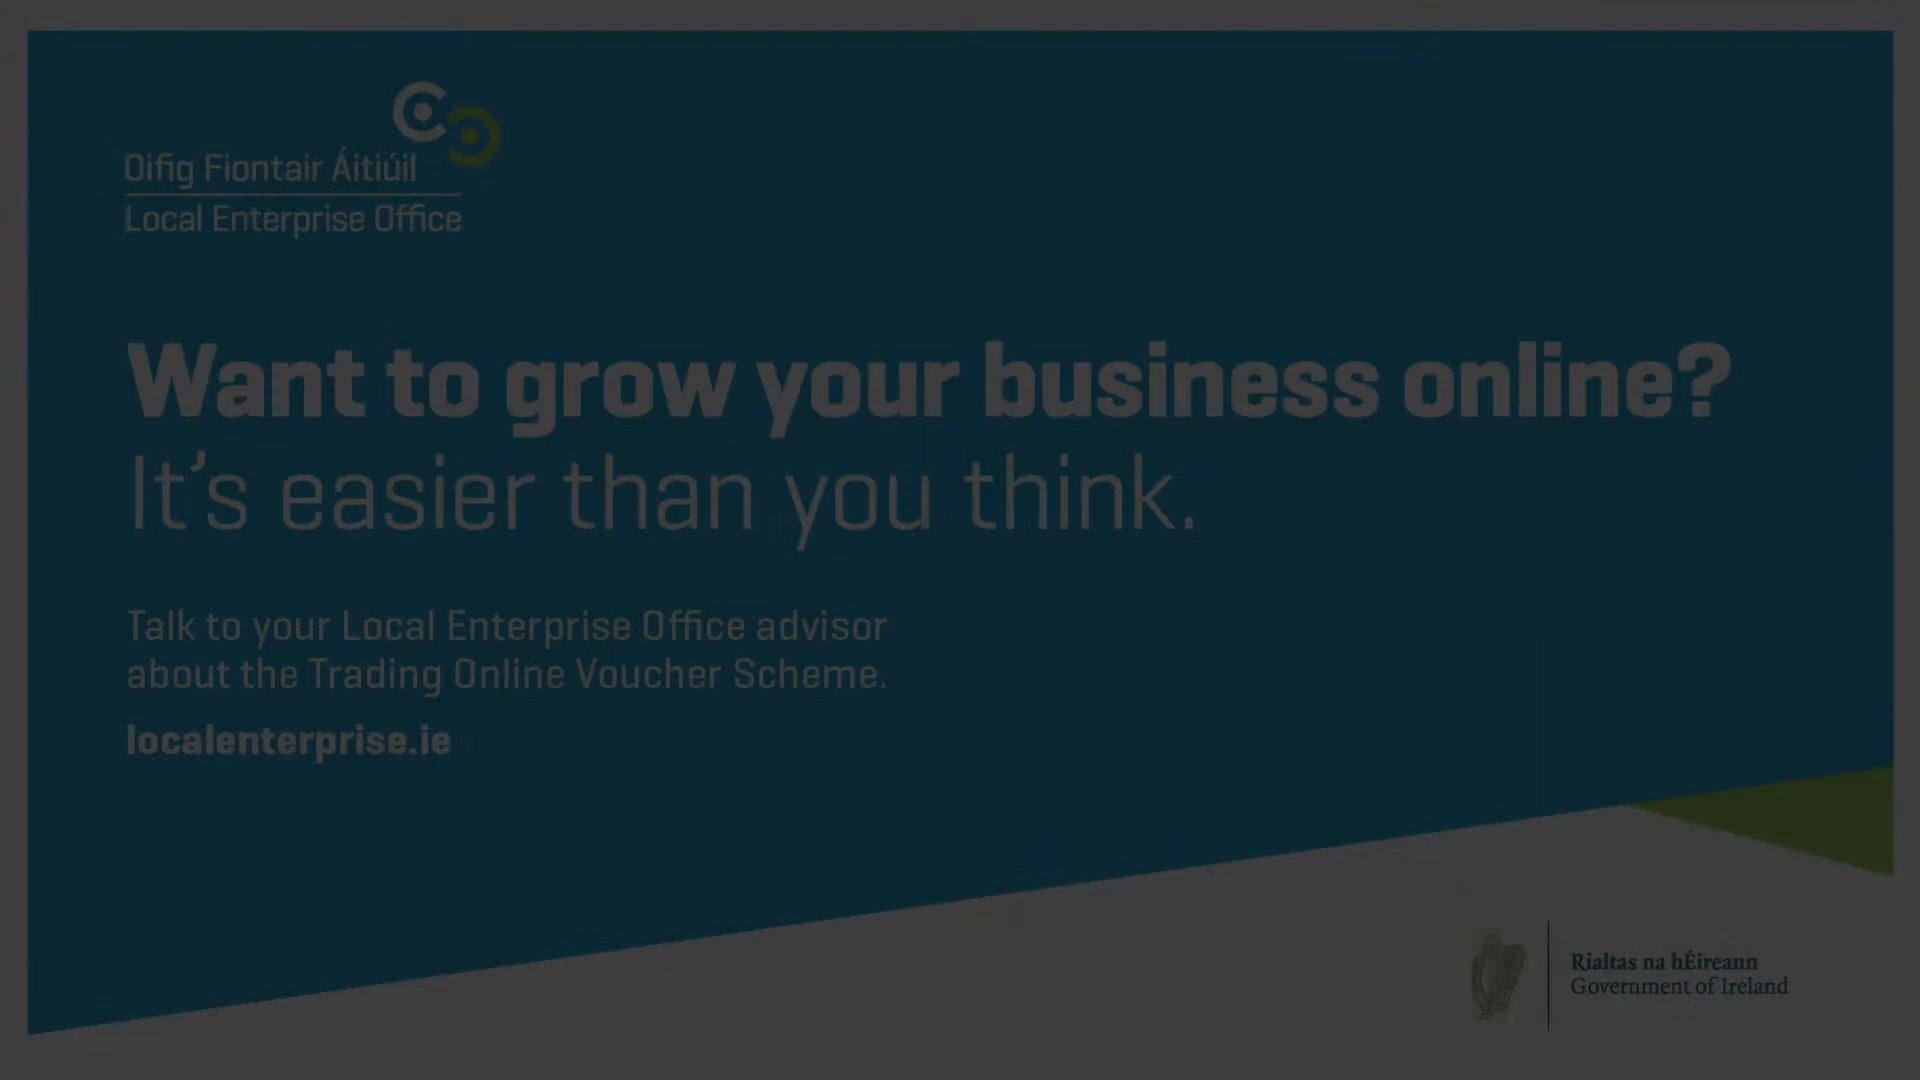 Oifig Fiontair Áitiúil
Local Enterprise Office
Want to grow your business online?
It's easier than you think.
Talk to your Local Enterprise Office advisor
about the Trading Online Voucher Scheme.
localenterprise.ie
Rialtas na hÉireann
Government of Ireland